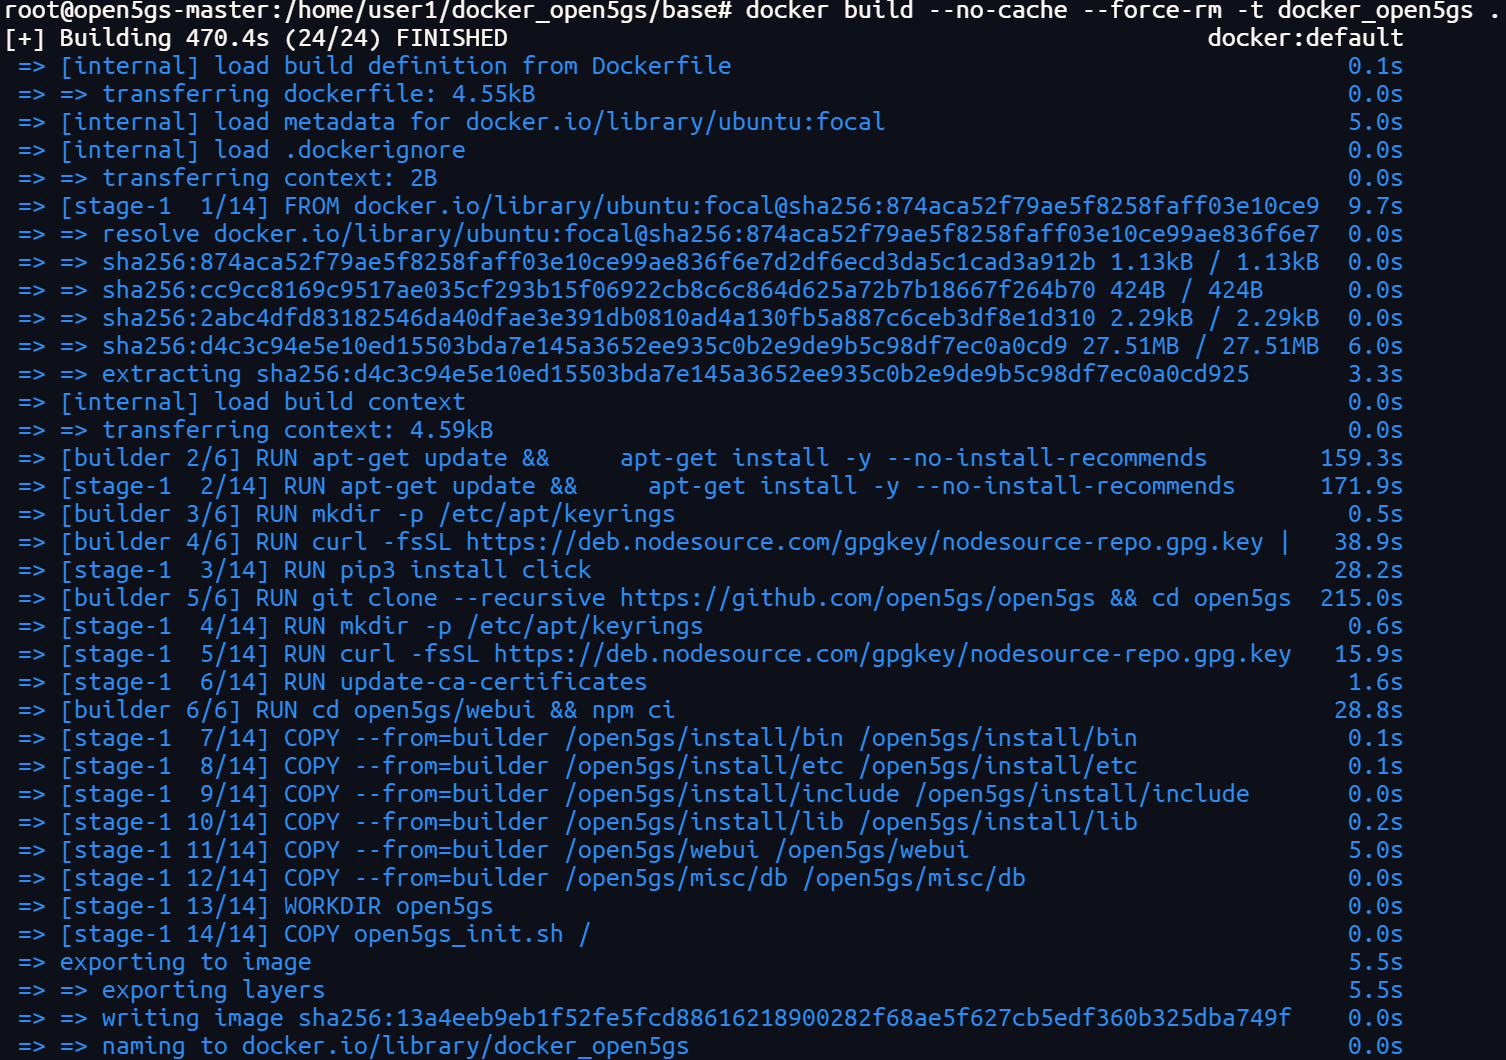 root@open5gs-master:/home/user1/docker_open5gs/base# docker build --no-cache --force-rm -t docker_open5gs .
[+] Building 470.4s (24/24) FINISHED docker:default
=> [internal] load build definition from Dockerfile 0.1s
=> => transferring dockerfile: 4.55kB 0.0s
=> [internal] load metadata for docker.io/library/ubuntu:focal 5.0s
=> [internal] load .dockerignore 0.0s
=> => transferring context: 2B 0.0s
=> [stage-1  1/14] FROM docker.io/library/ubuntu:focal@sha256:874aca52f79ae5f8258faff03e10ce9 9.7s
=> => resolve docker.io/library/ubuntu:focal@sha256:874aca52f79ae5f8258faff03e10ce99ae836f6e7 0.0s
=> => sha256:874aca52f79ae5f8258faff03e10ce99ae836f6e7d2df6ecd3da5c1cad3a912b 1.13kB / 1.13kB 0.0s
=> => sha256:cc9cc8169c9517ae035cf293b15f06922cb8c6c864d625a72b7b18667f264b70 424B / 424B 0.0s
=> => sha256:2abc4dfd83182546da40dfae3e391db0810ad4a130fb5a887c6ceb3df8e1d310 2.29kB / 2.29kB 0.0s
=> => sha256:d4c3c94e5e10ed15503bda7e145a3652ee935c0b2e9de9b5c98df7ec0a0cd9 27.51MB / 27.51MB 6.0s
=> => extracting sha256:d4c3c94e5e10ed15503bda7e145a3652ee935c0b2e9de9b5c98df7ec0a0cd925 3.3s
=> [internal] load build context 0.0s
=> => transferring context: 4.59kB 0.0s
=> [builder 2/6] RUN apt-get update &&     apt-get install -y --no-install-recommends 159.3s
=> [stage-1  2/14] RUN apt-get update &&     apt-get install -y --no-install-recommends 171.9s
=> [builder 3/6] RUN mkdir -p /etc/apt/keyrings 0.5s
=> [builder 4/6] RUN curl -fsSL https://deb.nodesource.com/gpgkey/nodesource-repo.gpg.key | 38.9s
=> [stage-1  3/14] RUN pip3 install click 28.2s
=> [builder 5/6] RUN git clone --recursive https://github.com/open5gs/open5gs && cd open5gs 215.0s
=> [stage-1  4/14] RUN mkdir -p /etc/apt/keyrings 0.6s
=> [stage-1  5/14] RUN curl -fsSL https://deb.nodesource.com/gpgkey/nodesource-repo.gpg.key 15.9s
=> [stage-1  6/14] RUN update-ca-certificates 1.6s
=> [builder 6/6] RUN cd open5gs/webui && npm ci 28.8s
=> [stage-1  7/14] COPY --from=builder /open5gs/install/bin /open5gs/install/bin 0.1s
=> [stage-1  8/14] COPY --from=builder /open5gs/install/etc /open5gs/install/etc 0.1s
=> [stage-1  9/14] COPY --from=builder /open5gs/install/include /open5gs/install/include 0.0s
=> [stage-1 10/14] COPY --from=builder /open5gs/install/lib /open5gs/install/lib 0.2s
=> [stage-1 11/14] COPY --from=builder /open5gs/webui /open5gs/webui 5.0s
=> [stage-1 12/14] COPY --from=builder /open5gs/misc/db /open5gs/misc/db 0.0s
=> [stage-1 13/14] WORKDIR open5gs 0.0s
=> [stage-1 14/14] COPY open5gs_init.sh / 0.0s
=> exporting to image 5.5s
=> => exporting layers 5.5s
=> => writing image sha256:13a4eeb9eb1f52fe5fcd88616218900282f68ae5f627cb5edf360b325dba749f 0.0s
=> => naming to docker.io/library/docker_open5gs 0.0s